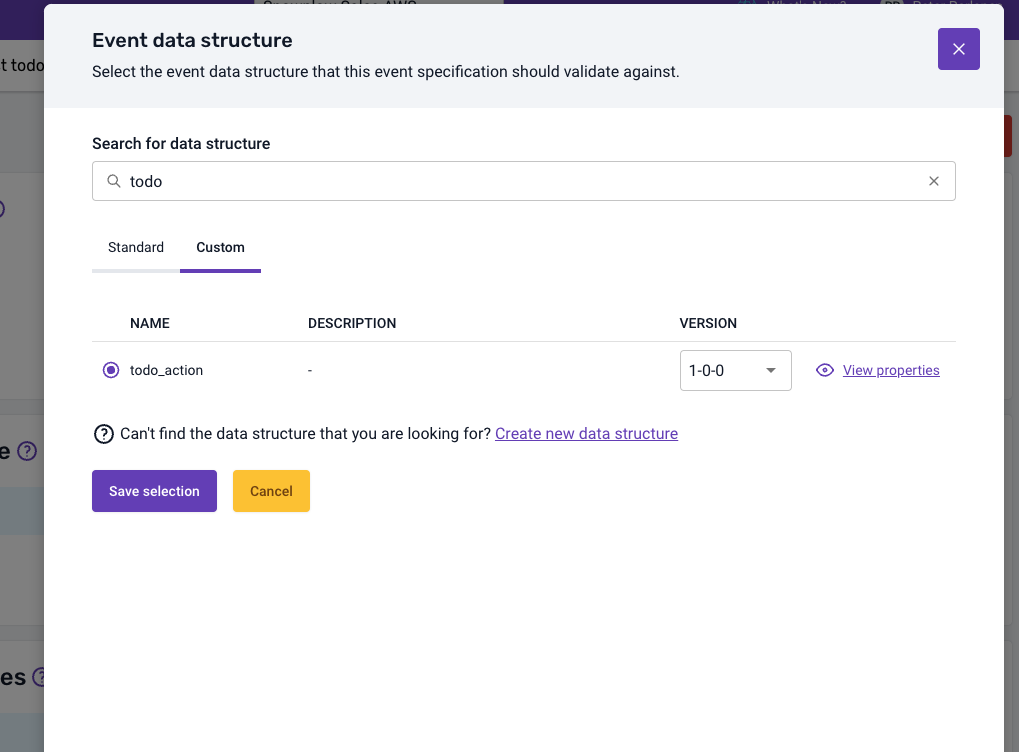 Event data structure
Select the event data structure that this event specification should validate against.
t todo
Search for data structure
todo
Standard Custom
NAME DESCRIPTION VERSION
todo_action - 1-0-0 View properties
Can't find the data structure that you are looking for? Create new data structure
e
Save selection Cancel
es